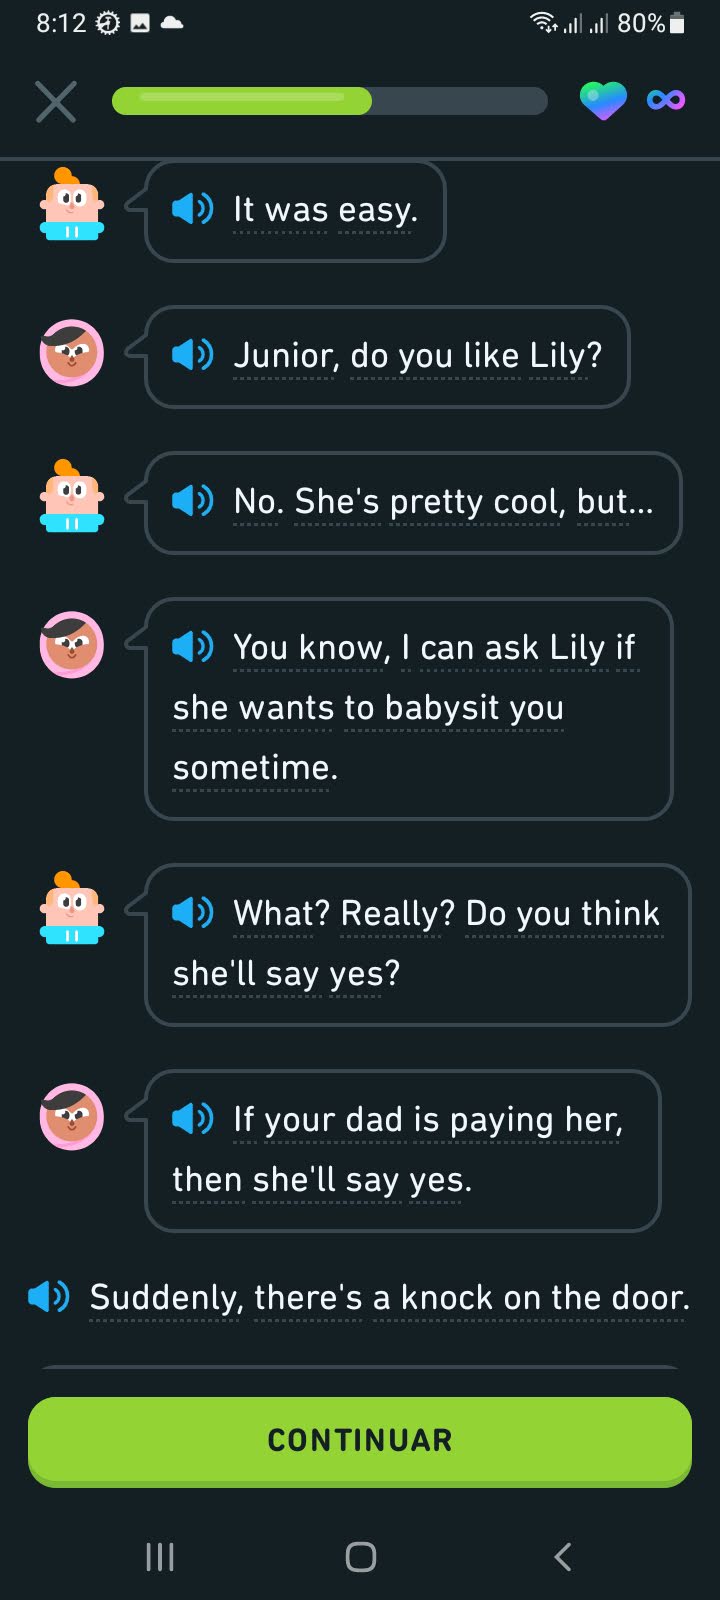 8:12
80%
It was easy.
Junior, do you like Lily?
No. She's pretty cool, but...
You know, I can ask Lily if
she wants to babysit you
sometime.
What? Really? Do you think
she'll say yes?
If your dad is paying her,
then she'll say yes.
Suddenly, there's a knock on the door.
CONTINUAR